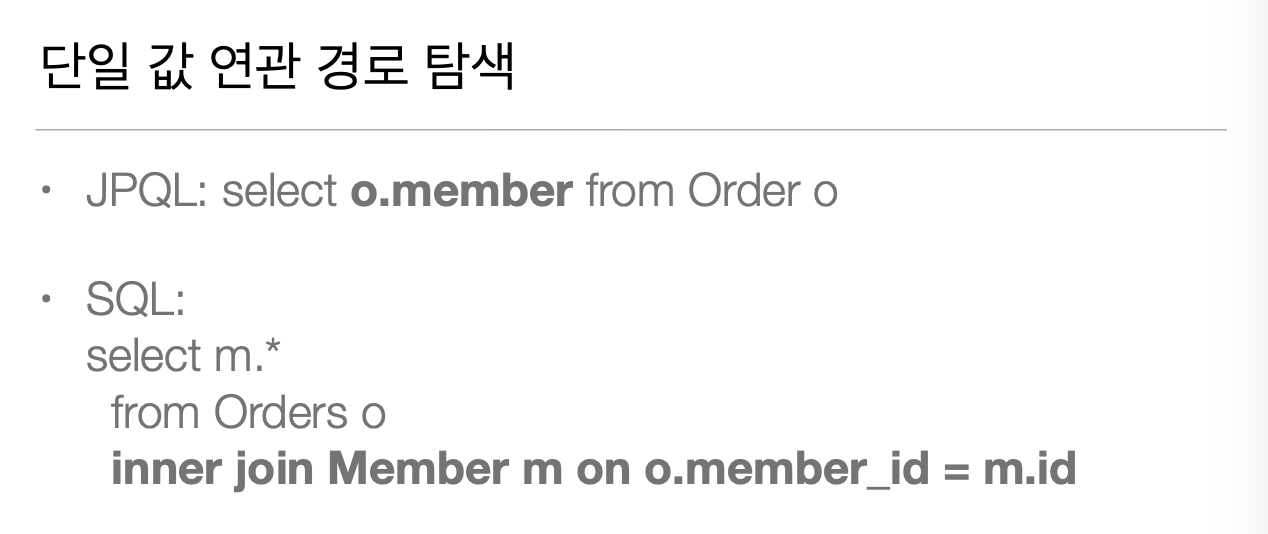 단일 값 연관 경로 탐색
• JPQL: select o.member from Order o
• SQL:
select m.*
from Orders o
inner join Member m on o.member_id = m.id